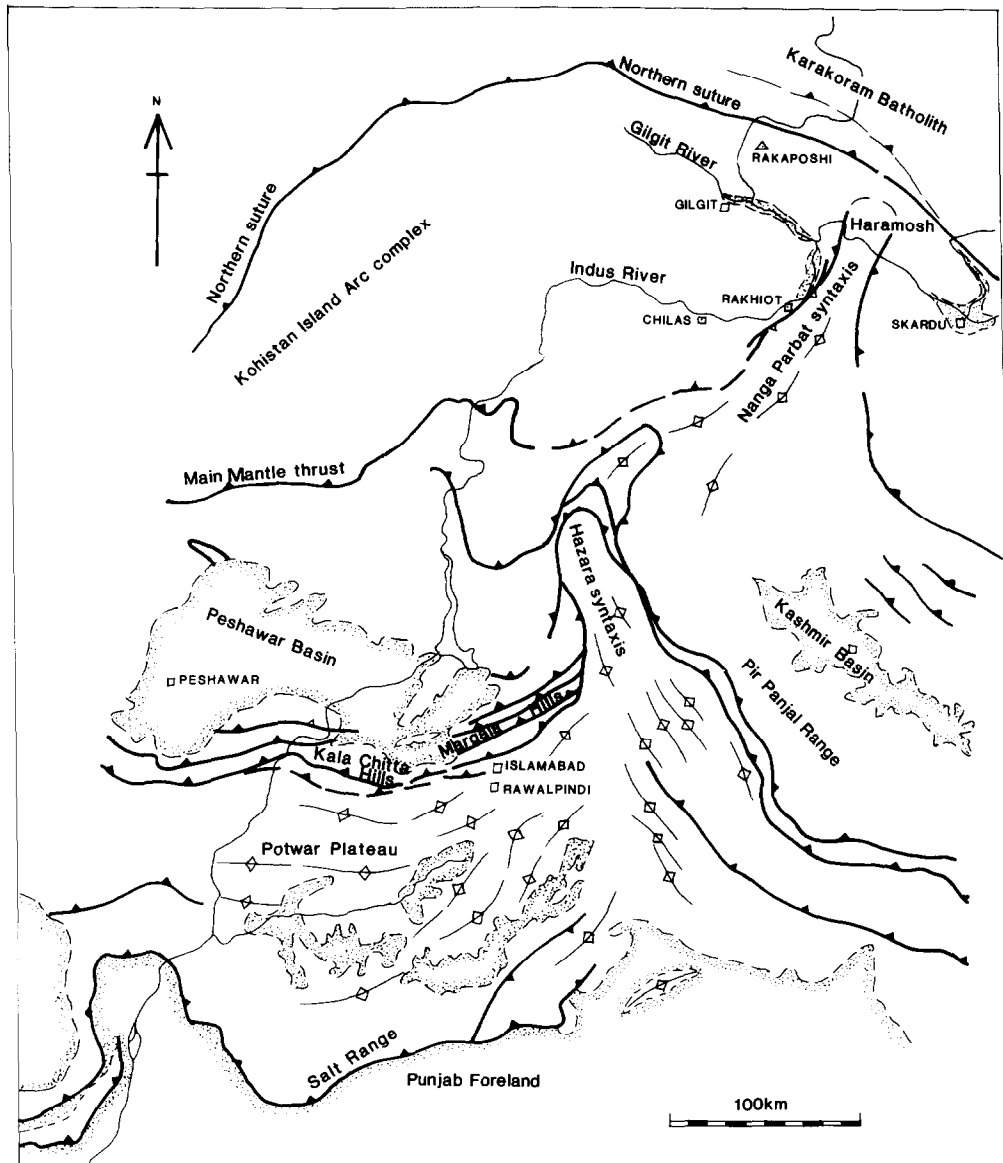 N
Northern suture
Karakoram Batholith
Gilgit River
RAKAPOSHI
GILGIT
Haramosh
Northern suture
Kohistan Island Arc complex
Indus River
RAKHIOT
CHILAS
SKARDU
Nanga Parbat syntaxis
Main Mantle thrust
Hazara syntaxis
Peshawar Basin
Kashmir Basin
PESHAWAR
Pir Panjal Range
Margala Hills
Kala Chitta
Hills
ISLAMABAD
RAWALPINDI
Potwar Plateau
Salt Range
Punjab Foreland
100km